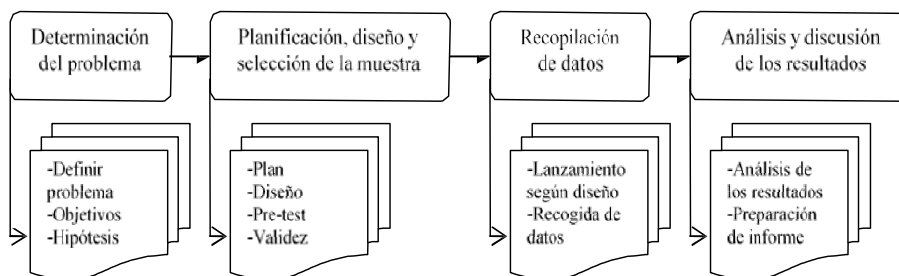 Determinación
del problema
Planificación, diseño y
selección de la muestra
Recopilación
de datos
Análisis y discusión
de los resultados
-Definir
problema
-Objetivos
-Hipótesis
-Plan
-Diseño
-Pre-test
-Validez
-Lanzamiento
según diseño
-Recogida de
datos
-Análisis de
los resultados
-Preparación
de informe